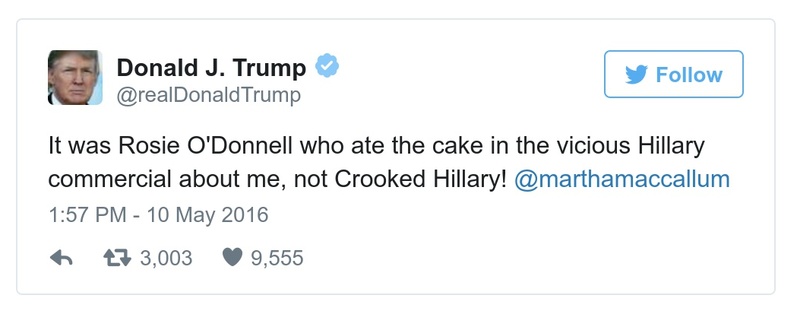 Donald J. Trump
@realDonaldTrump
Follow
It was Rosie O'Donnell who ate the cake in the vicious Hillary
commercial about me, not Crooked Hillary! @marthamaccallum
1:57 PM - 10 May 2016
3,003 9,555